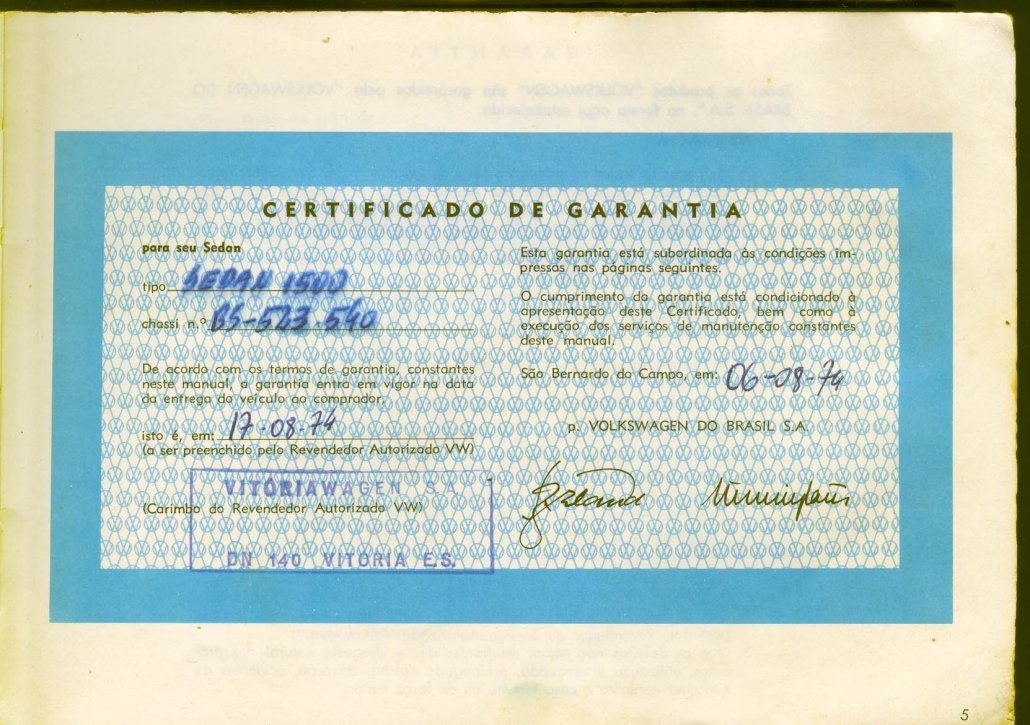 CERTIFICADO DE GARANTIA
para seu Sedan
tipo SEDAN 1500
chassi n.º BS-523.540
De acordo com os termos de garantia, constantes
neste manual, a garantia entra em vigor na data
da entrega do veículo ao comprador,
isto é, em: 17-08-74
(a ser preenchido pelo Revendedor Autorizado VW)
VITÓRIAWAGEN, S.A.
(Carimbo do Revendedor Autorizado VW)
DN 140 VITORIA E.S.
Esta garantia está subordinada às condições im-
pressas nas páginas seguintes.
O cumprimento da garantia está condicionado à
apresentação deste Certificado, bem como à
execução dos serviços de manutenção constantes
deste manual.
São Bernardo do Campo, em: 06-08-74
p. VOLKSWAGEN DO BRASIL S.A.
5